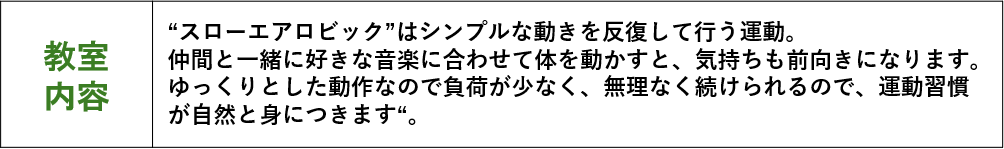 教室
内容
“スローエアロビック”はシンプルな動きを反復して行う運動。
仲間と一緒に好きな音楽に合わせて体を動かすと、気持ちも前向きになります。
ゆっくりとした動作なので負荷が少なく、無理なく続けられるので、運動習慣
が自然と身につきます“。